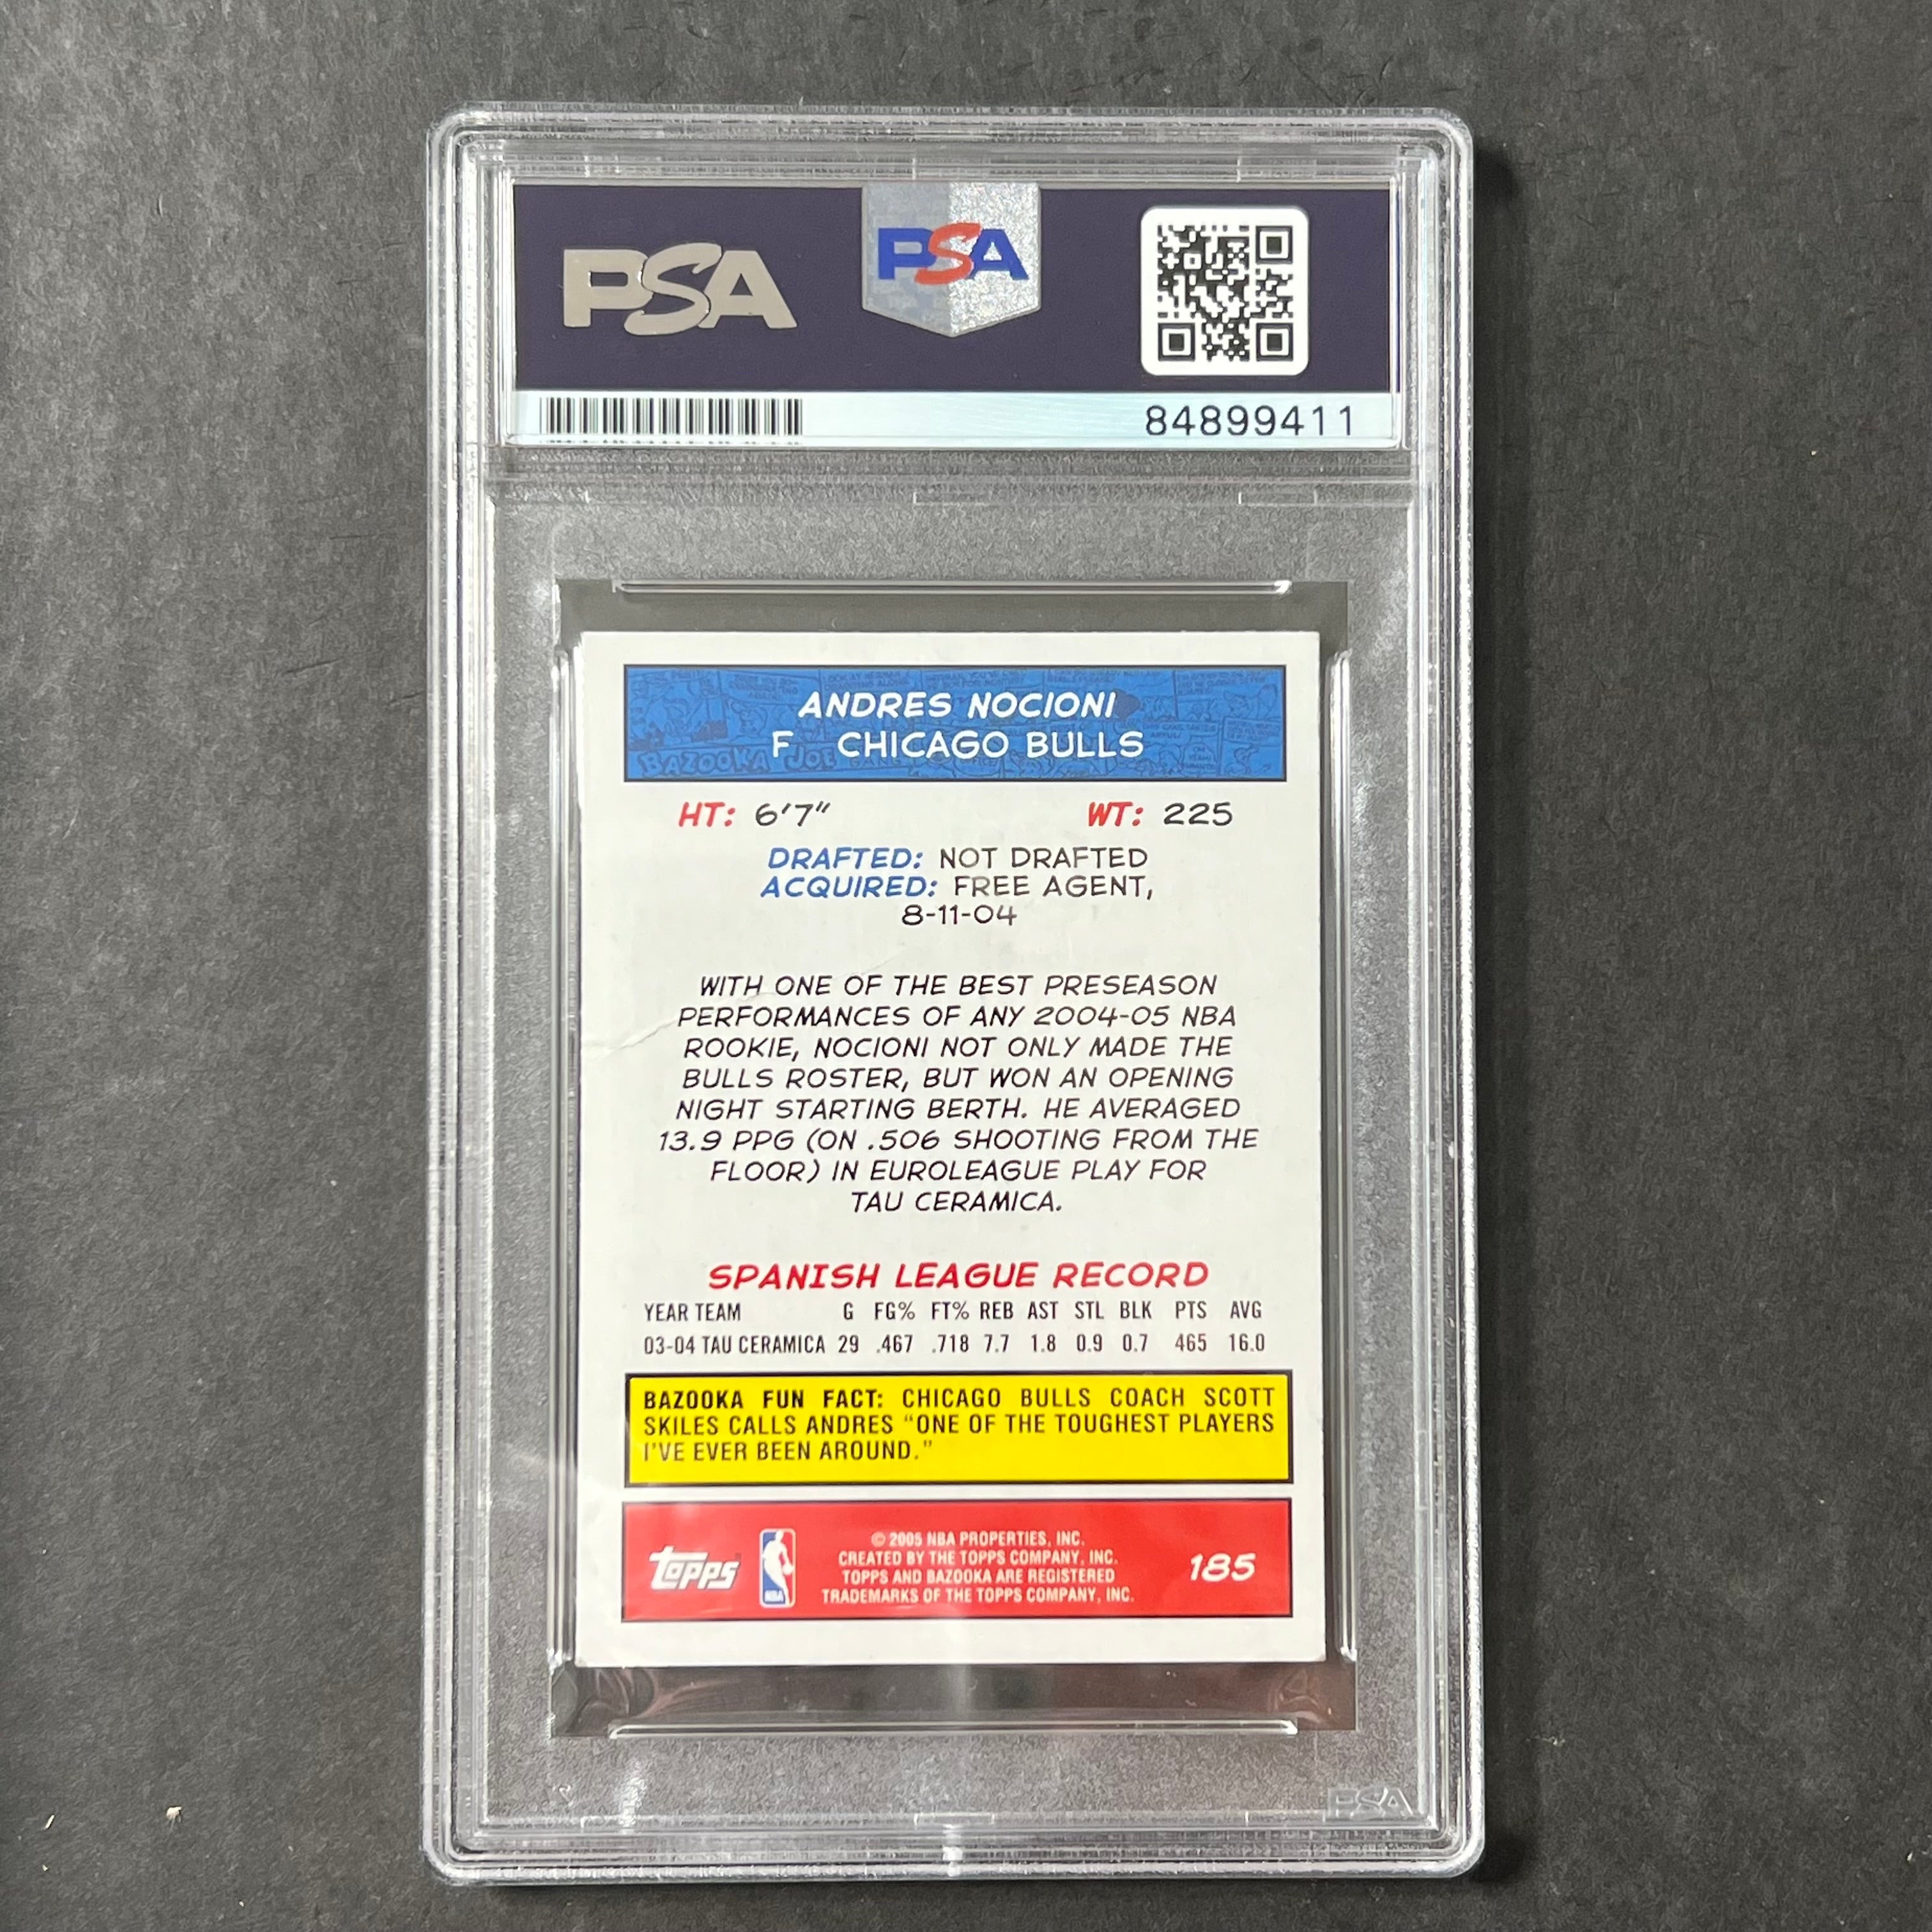 PSA
PSA
84899411
ANDRES NOCIONI
F CHICAGO BULLS
BAZOOKA JOE
HT: 6'7" WT: 225
DRAFTED: NOT DRAFTED
ACQUIRED: FREE AGENT,
8-11-04
WITH ONE OF THE BEST PRESEASON
PERFORMANCES OF ANY 2004-05 NBA
ROOKIE, NOCIONI NOT ONLY MADE THE
BULLS ROSTER, BUT WON AN OPENING
NIGHT STARTING BERTH. HE AVERAGED
13.9 PPG (ON .506 SHOOTING FROM THE
FLOOR) IN EUROLEAGUE PLAY FOR
TAU CERAMICA.
SPANISH LEAGUE RECORD
YEAR TEAM G FG% FT% REB AST STL BLK PTS AVG
03-04 TAU CERAMICA 29 .467 .718 7.7 1.8 0.9 0.7 465 16.0
BAZOOKA FUN FACT: CHICAGO BULLS COACH SCOTT
SKILES CALLS ANDRES "ONE OF THE TOUGHEST PLAYERS
I'VE EVER BEEN AROUND."
topps
NBA
© 2005 NBA PROPERTIES, INC.
CREATED BY THE TOPPS COMPANY, INC.
TOPPS AND BAZOOKA ARE REGISTERED
TRADEMARKS OF THE TOPPS COMPANY, INC.
185
PSA